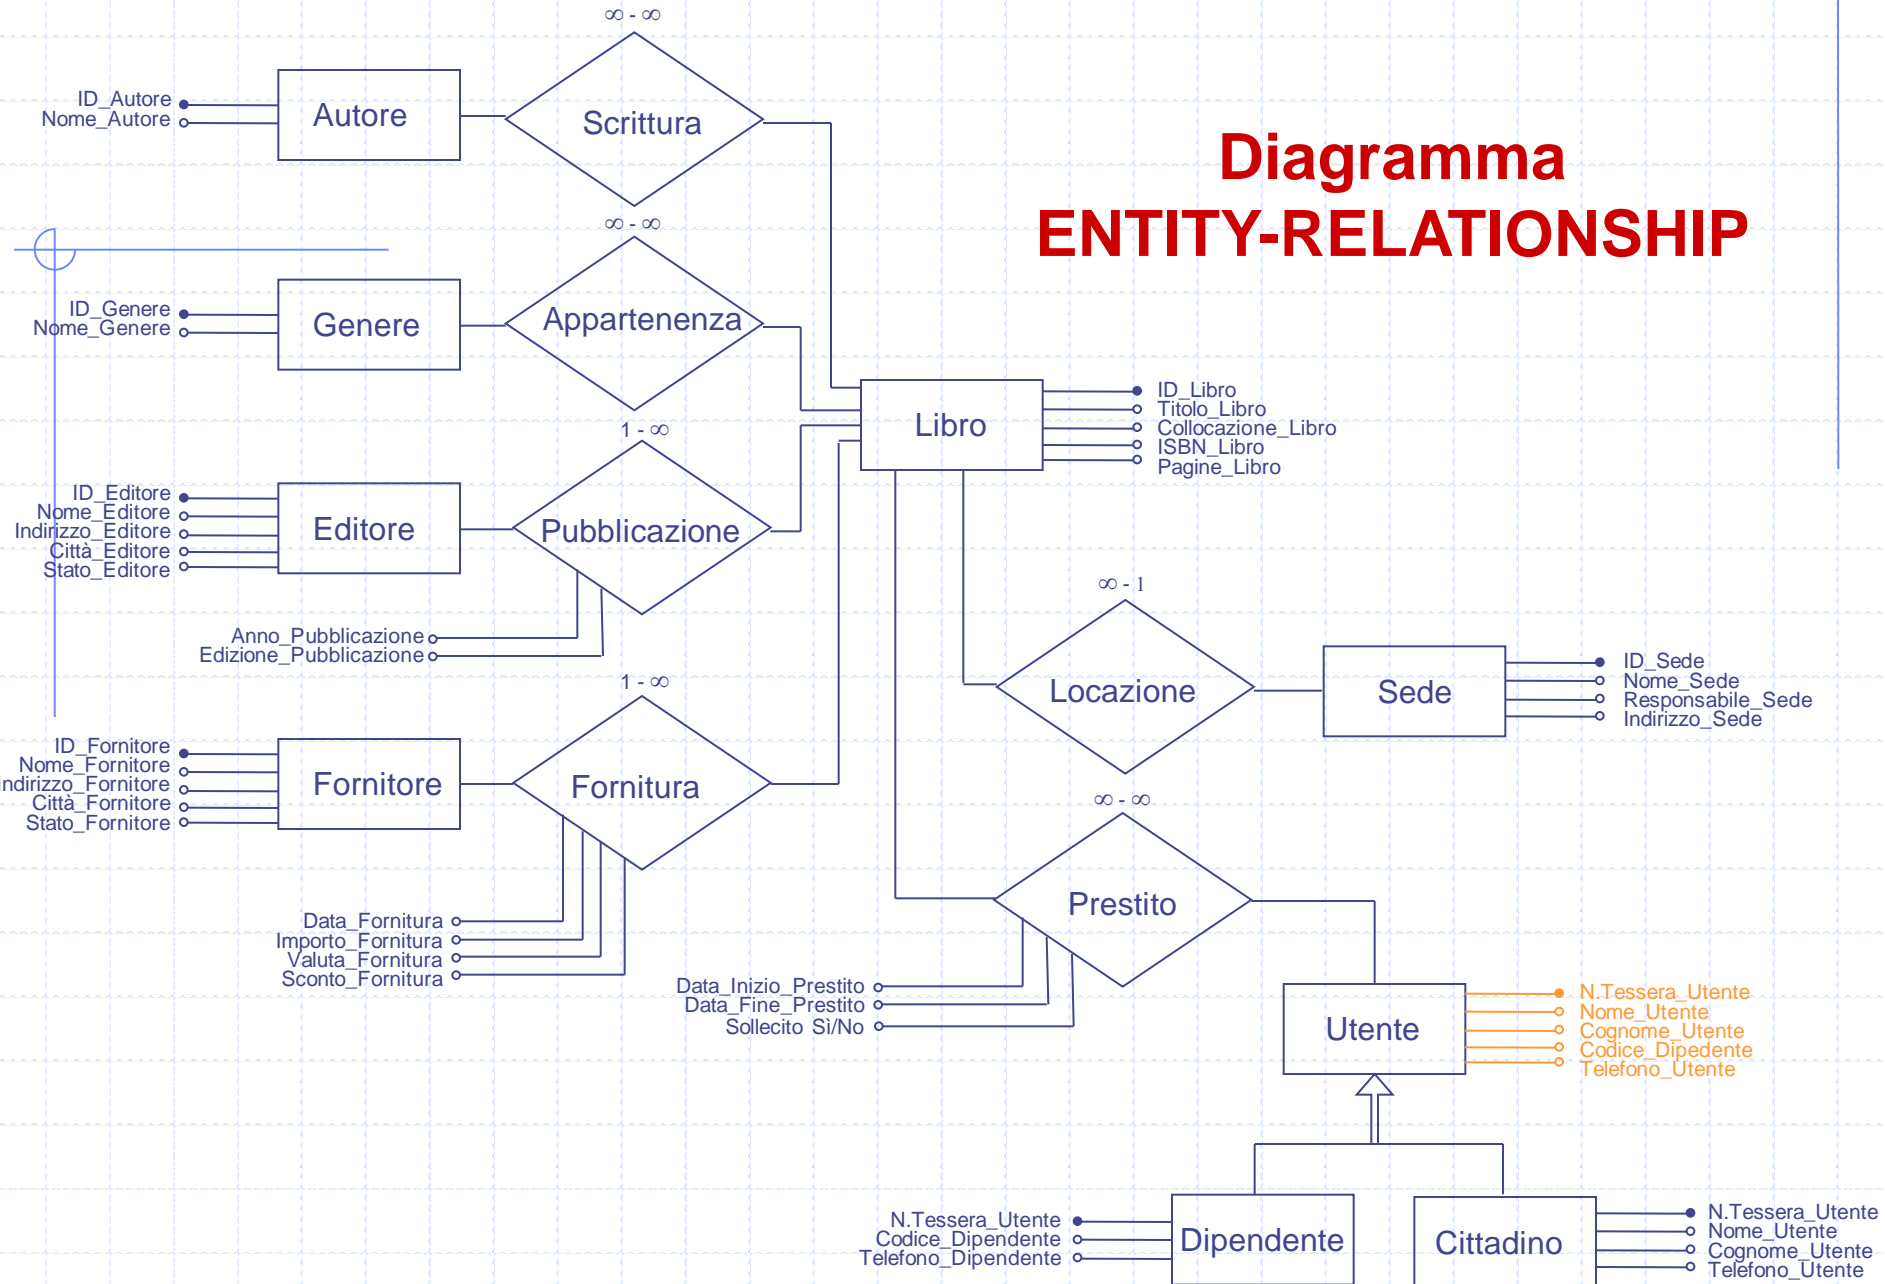 ∞ - ∞
ID_Autore
Nome_Autore
Autore
Scrittura
Diagramma
ENTITY-RELATIONSHIP
∞ - ∞
ID_Genere
Nome_Genere
Genere
Appartenenza
Libro
ID_Libro
Titolo_Libro
Collocazione_Libro
ISBN_Libro
Pagine_Libro
1 - ∞
ID_Editore
Nome_Editore
Indirizzo_Editore
Città_Editore
Stato_Editore
Editore
Pubblicazione
Anno_Pubblicazione
Edizione_Pubblicazione
∞ - 1
Locazione
Sede
ID_Sede
Nome_Sede
Responsabile_Sede
Indirizzo_Sede
1 - ∞
ID_Fornitore
Nome_Fornitore
Indirizzo_Fornitore
Città_Fornitore
Stato_Fornitore
Fornitore
Fornitura
Data_Fornitura
Importo_Fornitura
Valuta_Fornitura
Sconto_Fornitura
∞ - ∞
Prestito
Data_Inizio_Prestito
Data_Fine_Prestito
Sollecito Sì/No
Utente
N.Tessera_Utente
Nome_Utente
Cognome_Utente
Codice_Dipedente
Telefono_Utente
N.Tessera_Utente
Codice_Dipendente
Telefono_Dipendente
Dipendente
Cittadino
N.Tessera_Utente
Nome_Utente
Cognome_Utente
Telefono_Utente